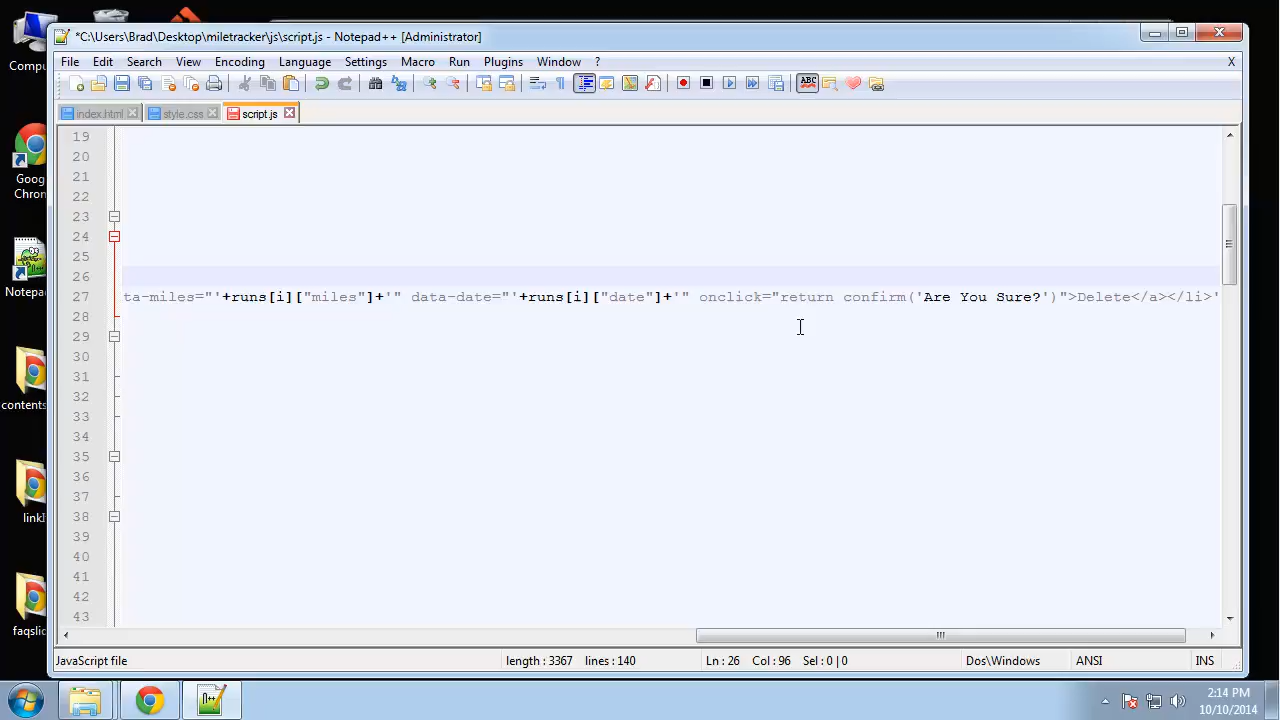 Compu
*C:\Users\Brad\Desktop\miletracker\js\script.js - Notepad++ [Administrator]
File Edit Search View Encoding Language Settings Macro Run Plugins Window ? X
ABC
index.html style.css script.js
Goog
Chron
Notepa
contents
linkI
faqslid
19
20
21
22
23
24
25
26
27 ta-miles="'+runs[i]["miles"]+'" data-date="'+runs[i]["date"]+'" onclick="return confirm('Are You Sure?')">Delete</a></li>'
28
29
30
31
32
33
34
35
36
37
38
39
40
41
42
43
JavaScript file length : 3367 lines : 140 Ln : 26 Col : 96 Sel : 0 | 0 Dos\Windows ANSI INS
2:14 PM
10/10/2014